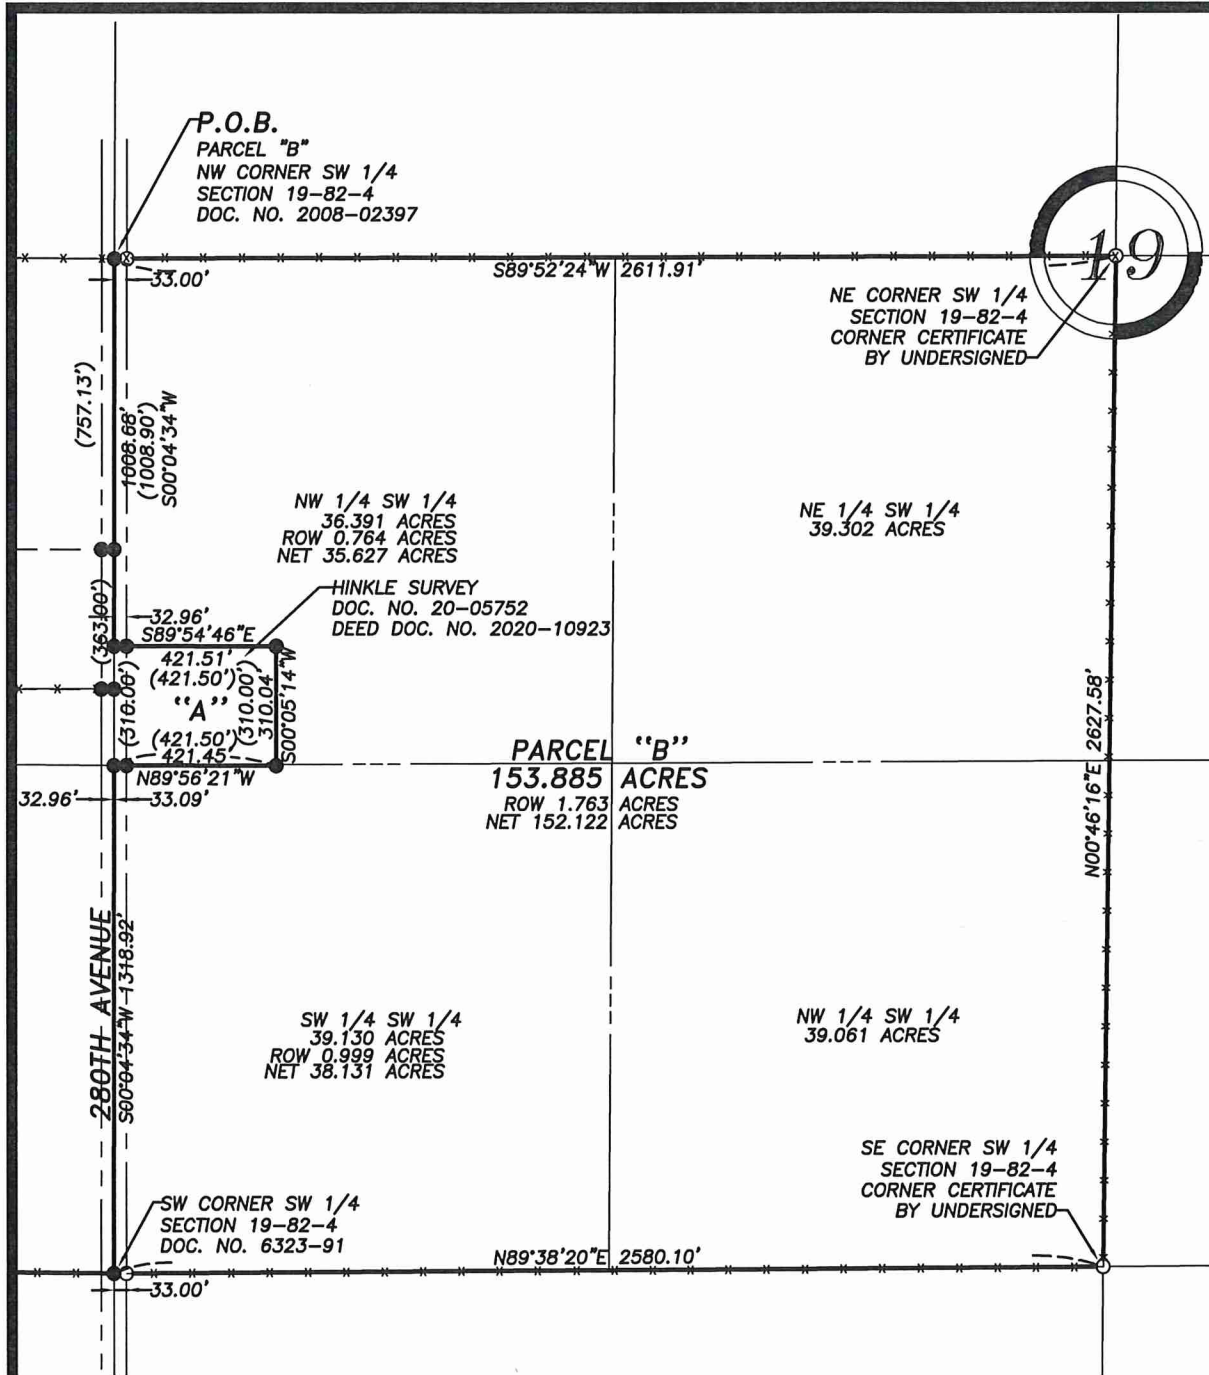 P.O.B.
PARCEL "B"
NW CORNER SW 1/4
SECTION 19-82-4
DOC. NO. 2008-02397
19
33.00'
S89°52'24"W 2611.91'
NE CORNER SW 1/4
SECTION 19-82-4
CORNER CERTIFICATE
BY UNDERSIGNED
(757.13')
1008.68'
(1008.90')
S00°04'34"W
NW 1/4 SW 1/4
36.391 ACRES
ROW 0.764 ACRES
NET 35.627 ACRES
NE 1/4 SW 1/4
39.302 ACRES
HINKLE SURVEY
DOC. NO. 20-05752
DEED DOC. NO. 2020-10923
(363.00')
32.96'
S89°54'46"E
421.51'
(421.50')
"A"
(310.00')
(310.00')
310.04'
S00°05'14"W
(421.50')
421.45
N89°56'21"W
32.96'
33.09'
PARCEL "B"
153.885 ACRES
ROW 1.763 ACRES
NET 152.122 ACRES
N00°46'16"E 2627.58'
280TH AVENUE
S00°04'34"W 1318.92'
SW 1/4 SW 1/4
39.130 ACRES
ROW 0.999 ACRES
NET 38.131 ACRES
NW 1/4 SW 1/4
39.061 ACRES
SE CORNER SW 1/4
SECTION 19-82-4
CORNER CERTIFICATE
BY UNDERSIGNED
SW CORNER SW 1/4
SECTION 19-82-4
DOC. NO. 6323-91
N89°38'20"E 2580.10'
33.00'